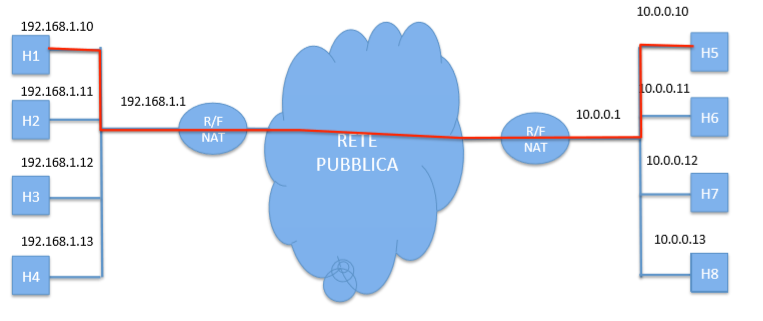 192.168.1.10
H1
192.168.1.11
H2
192.168.1.12
H3
192.168.1.13
H4
192.168.1.1
R/F
NAT
RETE
PUBBLICA
R/F
NAT
10.0.0.1
10.0.0.10
H5
10.0.0.11
H6
10.0.0.12
H7
10.0.0.13
H8